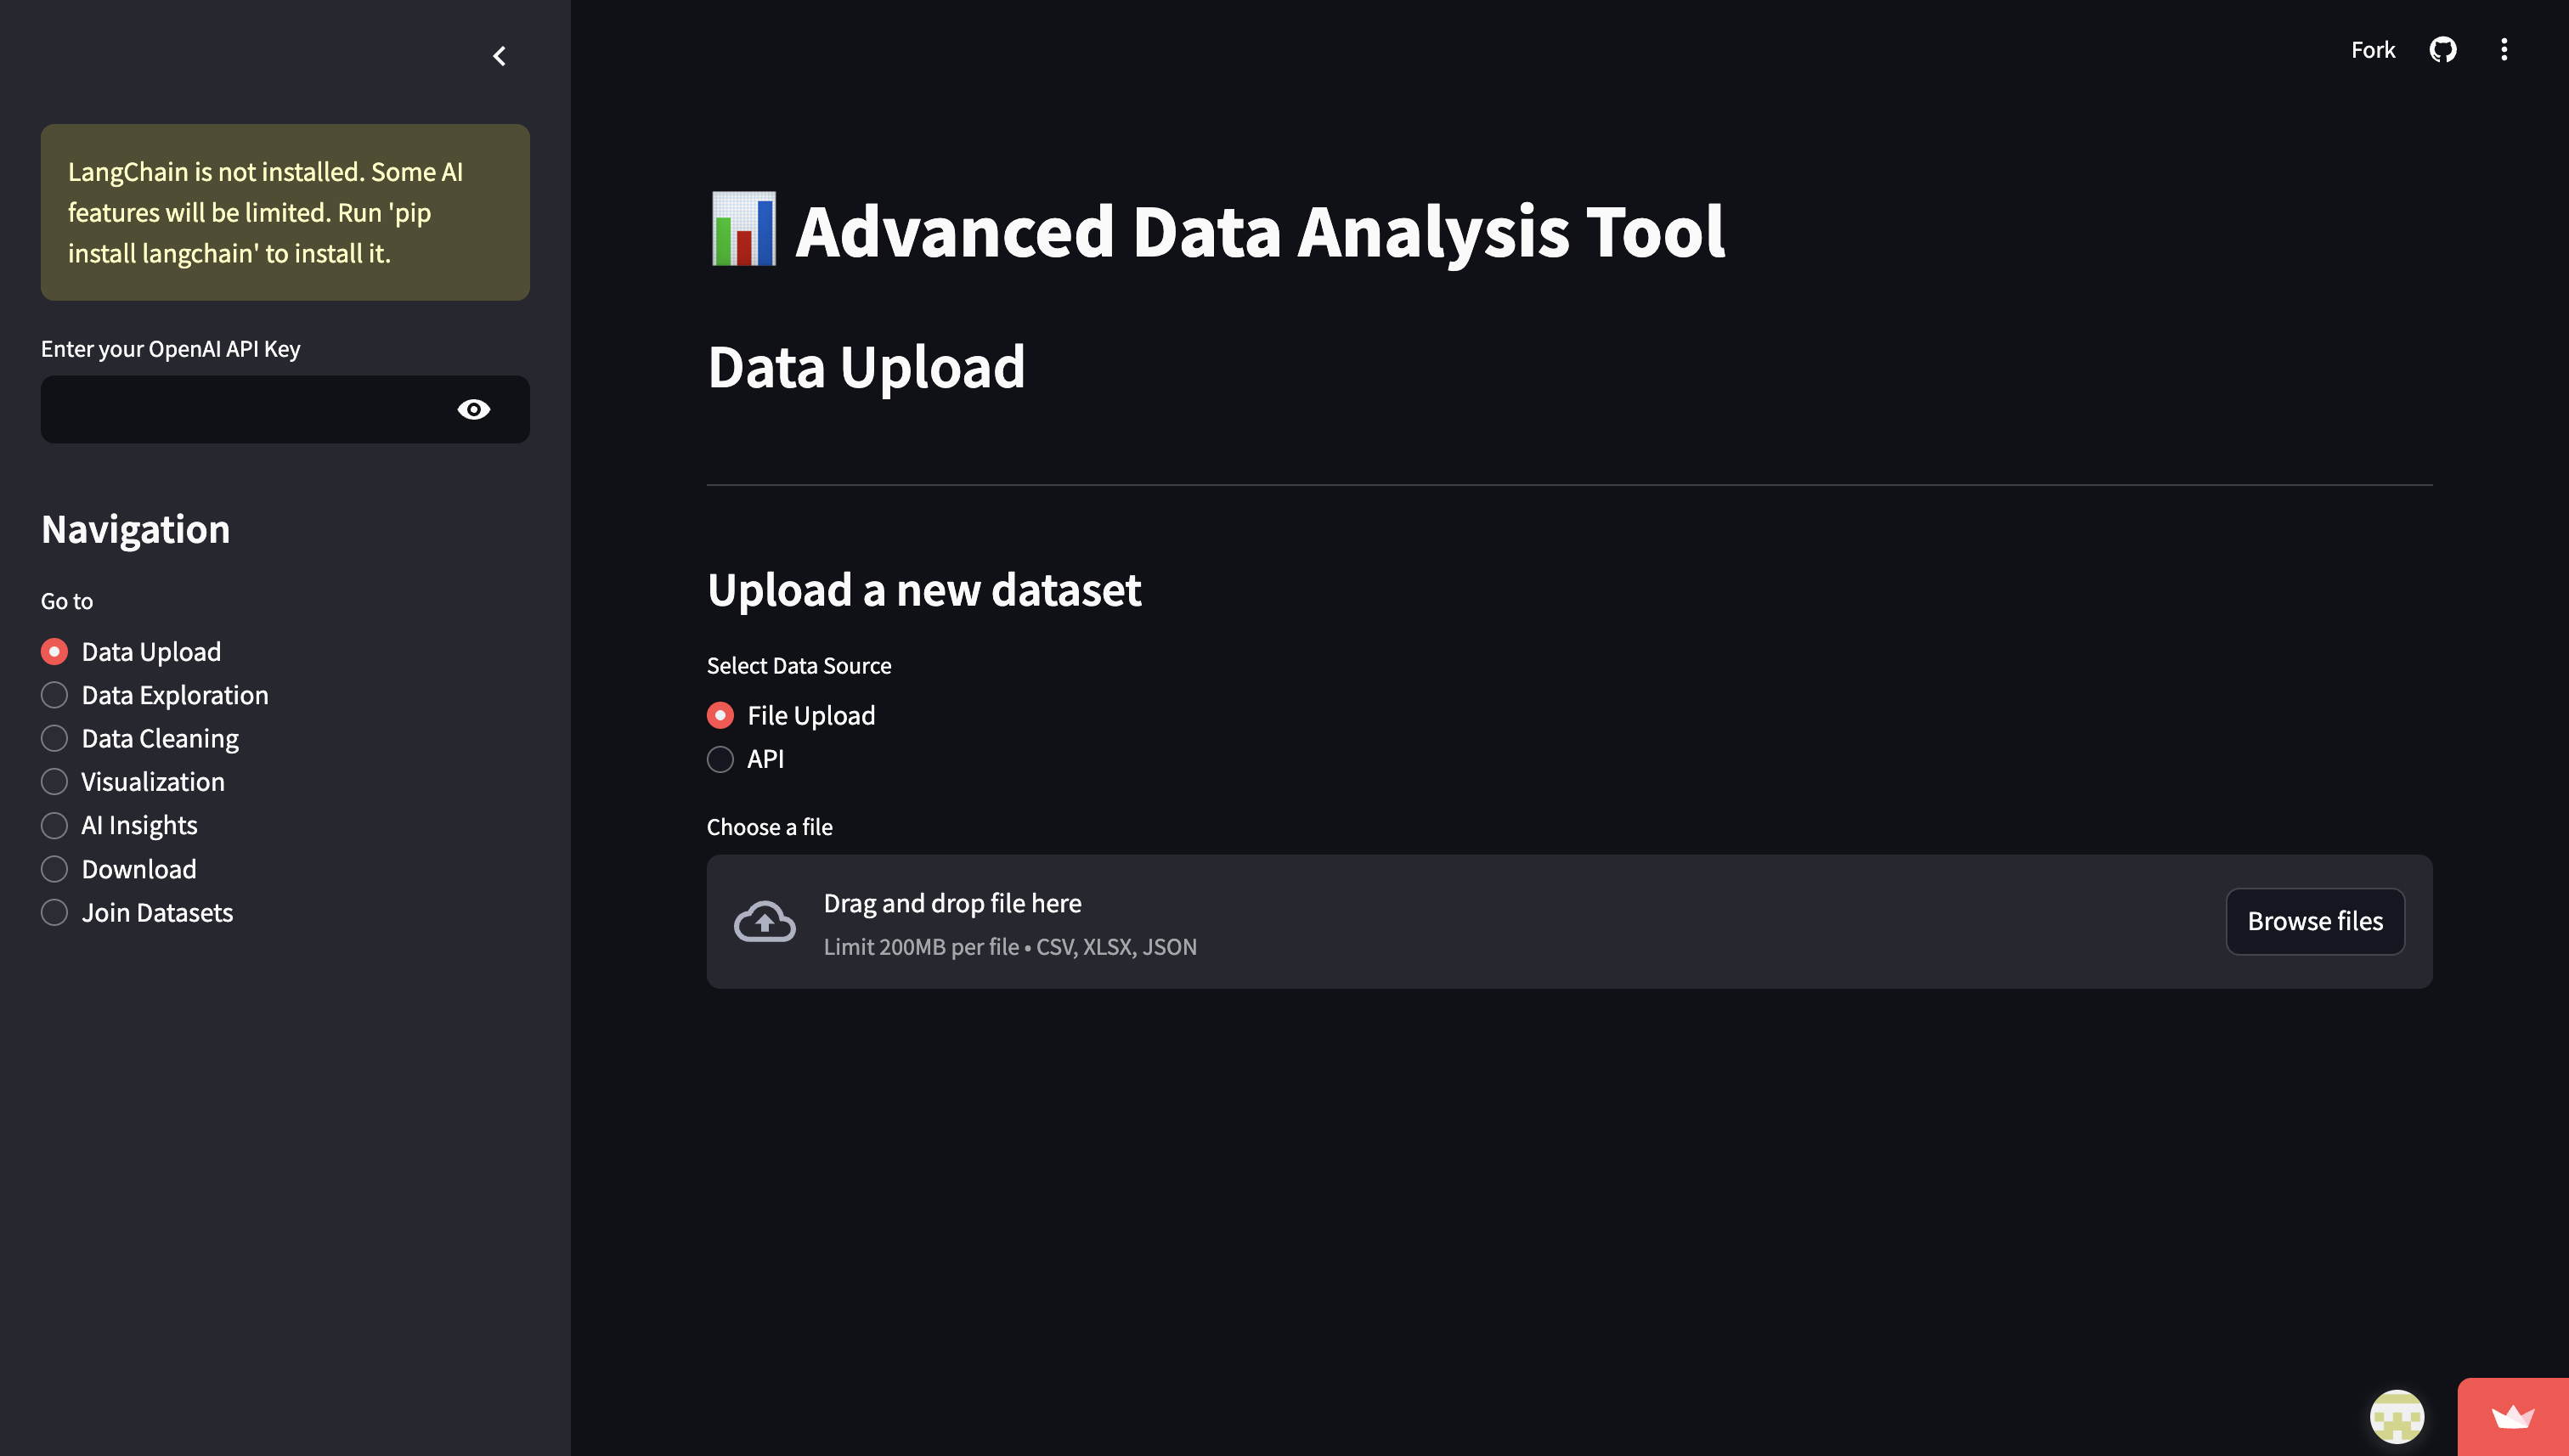 LangChain is not installed. Some AI
features will be limited. Run 'pip
install langchain' to install it.
Enter your OpenAI API Key
Navigation
Go to
Data Upload
Data Exploration
Data Cleaning
Visualization
AI Insights
Download
Join Datasets
Fork
Advanced Data Analysis Tool
Data Upload
Upload a new dataset
Select Data Source
File Upload
API
Choose a file
Drag and drop file here
Limit 200MB per file • CSV, XLSX, JSON
Browse files